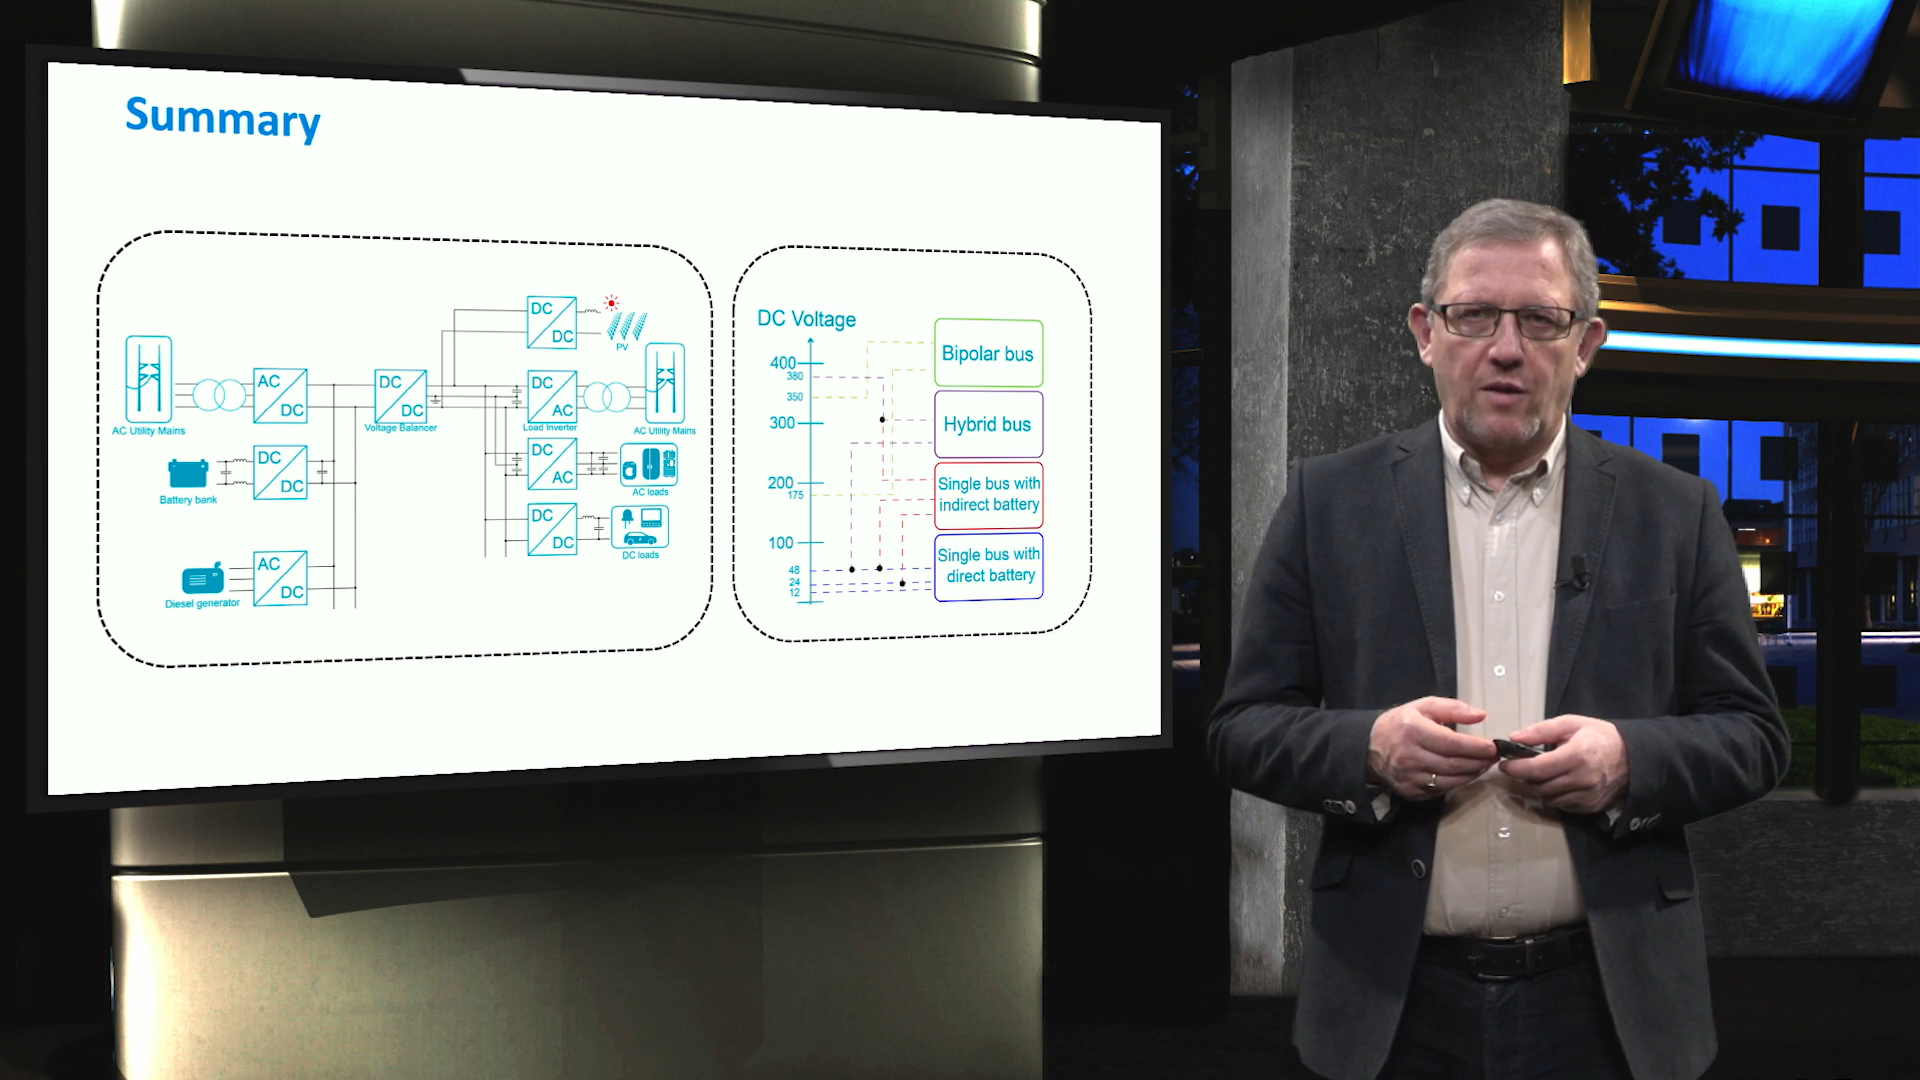 Summary
AC Utility Mains
AC
DC
Battery bank
DC
DC
Diesel generator
AC
DC
DC
DC
Voltage Balancer
DC
DC
PV
DC
AC
Load Inverter
AC Utility Mains
DC
AC
AC loads
DC
DC
DC loads
DC Voltage
400
380
350
300
200
175
100
48
24
12
Bipolar bus
Hybrid bus
Single bus with
indirect battery
Single bus with
direct battery